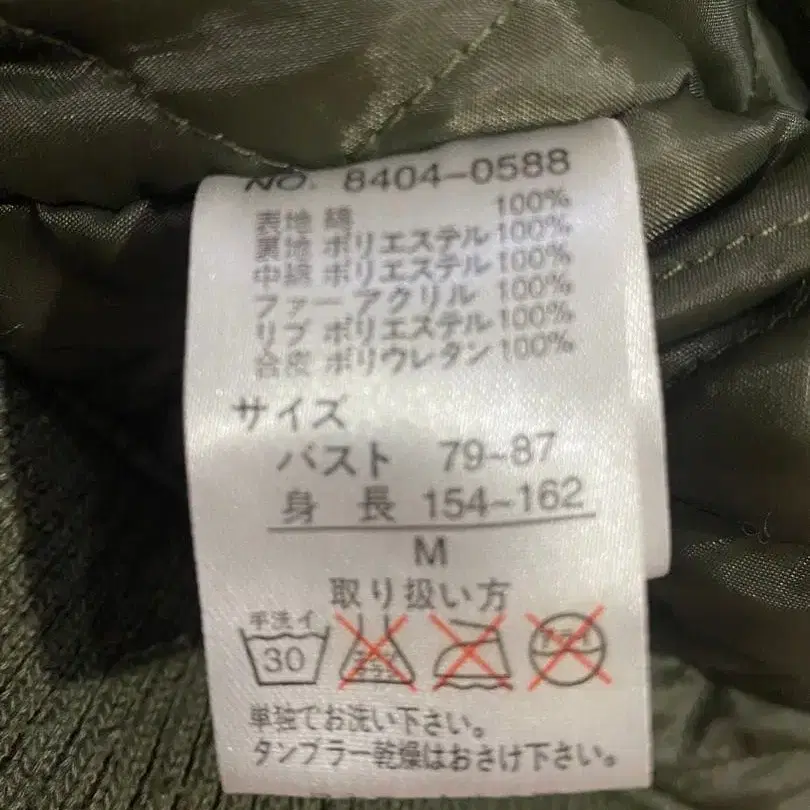 NO. 8404-0588
表地 綿 100%
裏地 ポリエステル 100%
中綿 ポリエステル 100%
ファー アクリル 100%
リブ ポリエステル 100%
合皮 ポリウレタン 100%
サイズ
バスト 79~87
身長 154~162
M
取り扱い方
手洗イ
30
単独でお洗い下さい。
タンブラー乾燥はおさけ下さい。